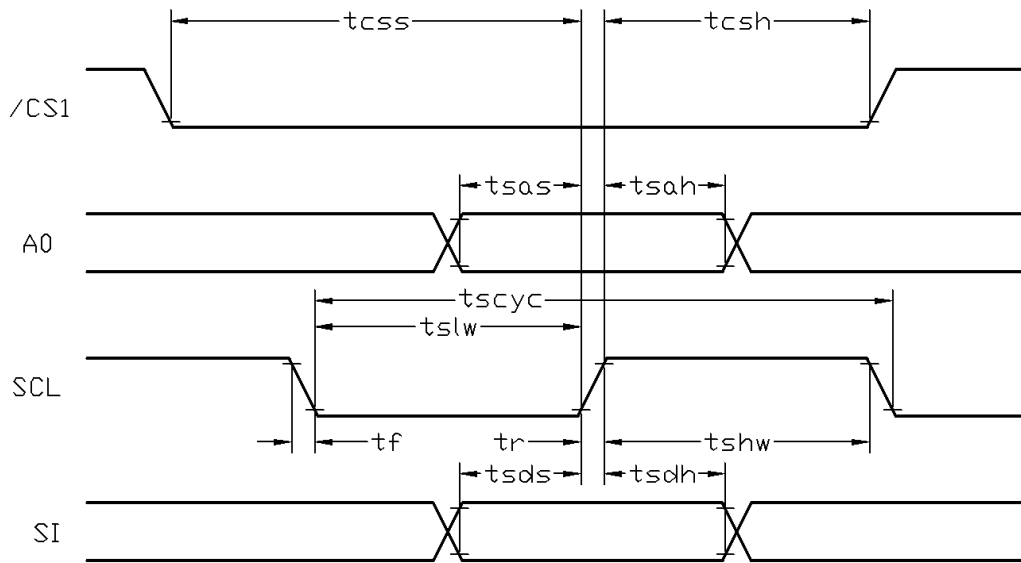 tcss tcsh
/CS1
tsas tsah
A0
tscyc
tslw
SCL
tf tr tshw
tsds tsdh
SI